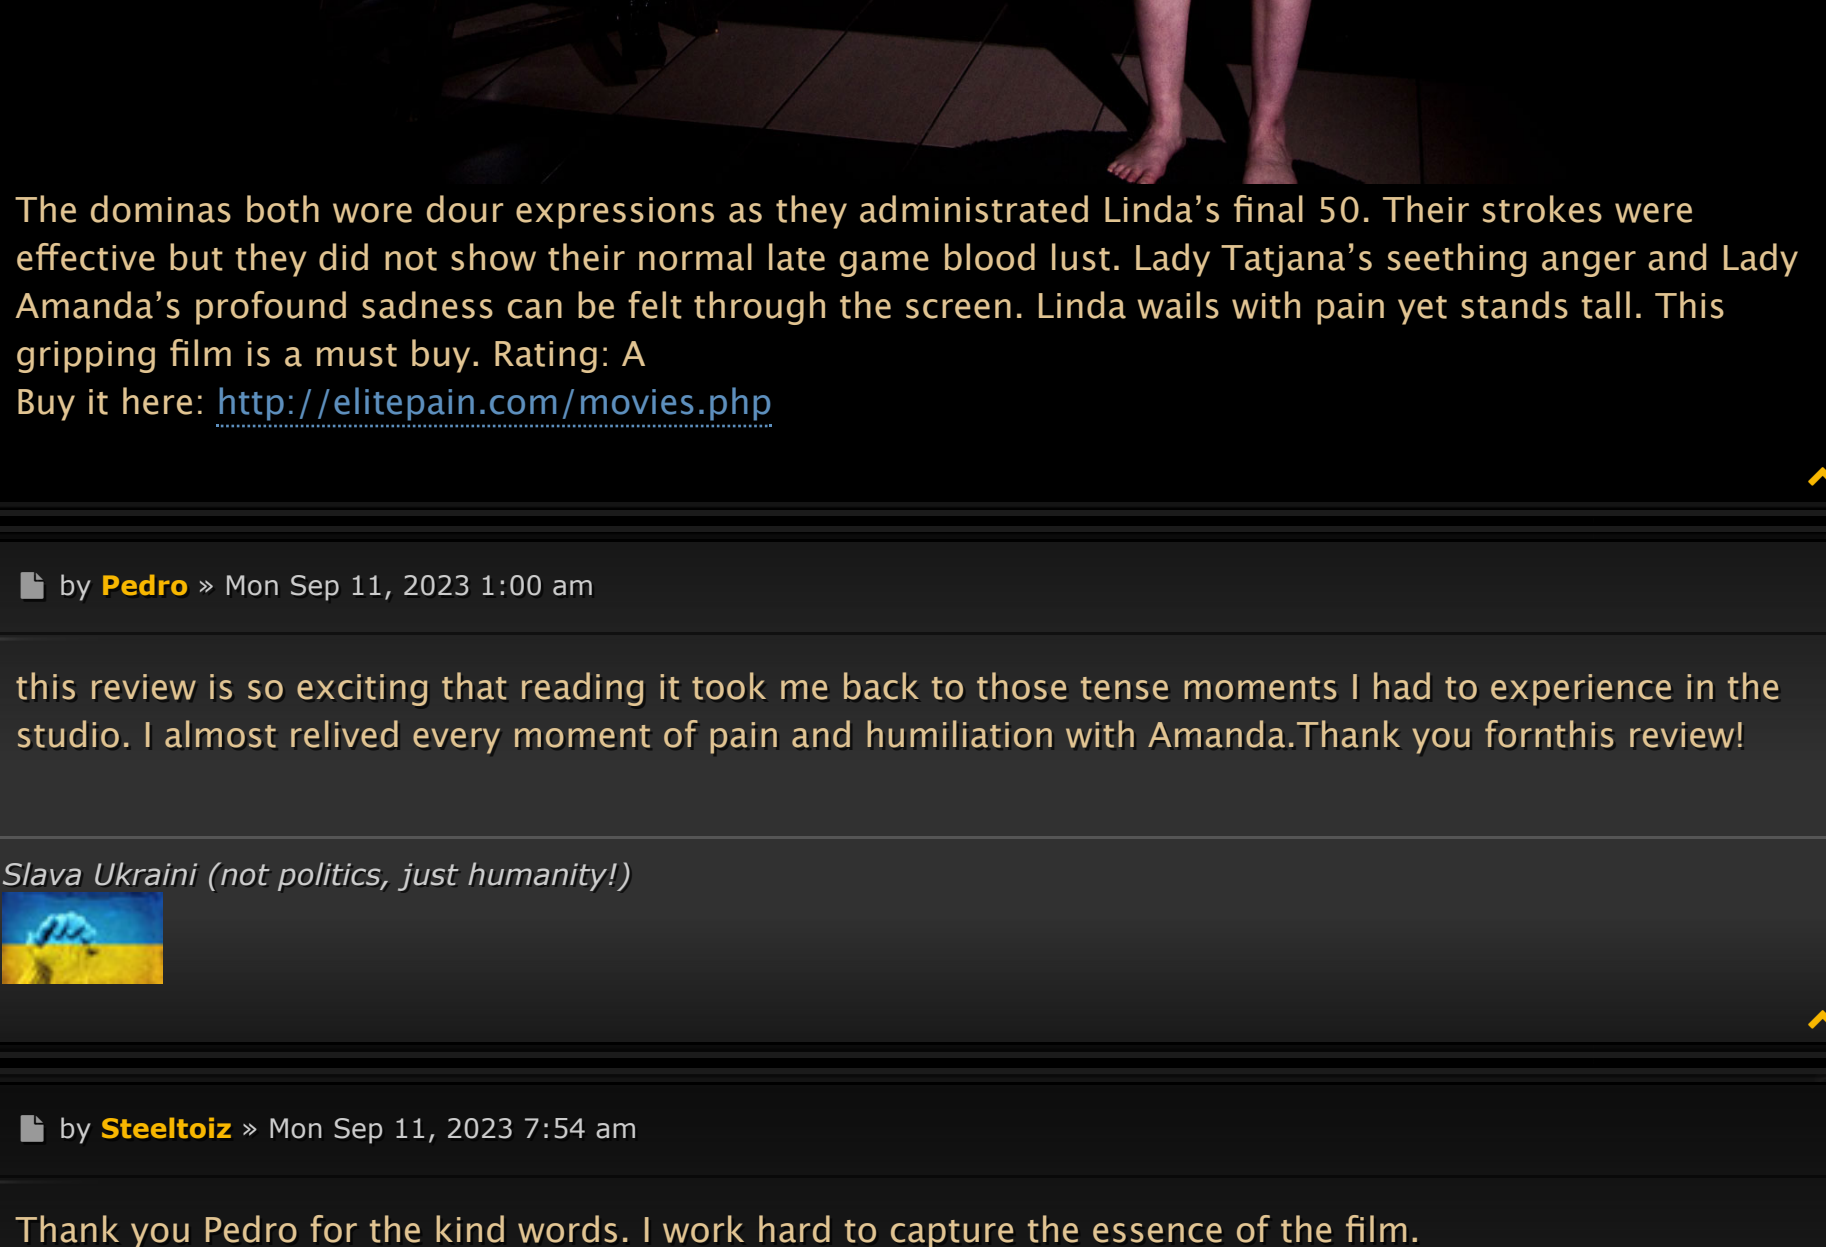 The dominas both wore dour expressions as they administrated Linda’s final 50. Their strokes were
effective but they did not show their normal late game blood lust. Lady Tatjana’s seething anger and Lady
Amanda’s profound sadness can be felt through the screen. Linda wails with pain yet stands tall. This
gripping film is a must buy. Rating: A
Buy it here: http://elitepain.com/movies.php
by Pedro » Mon Sep 11, 2023 1:00 am
this review is so exciting that reading it took me back to those tense moments I had to experience in the
studio. I almost relived every moment of pain and humiliation with Amanda.Thank you fornthis review!
Slava Ukraini (not politics, just humanity!)
by Steeltoiz » Mon Sep 11, 2023 7:54 am
Thank you Pedro for the kind words. I work hard to capture the essence of the film.